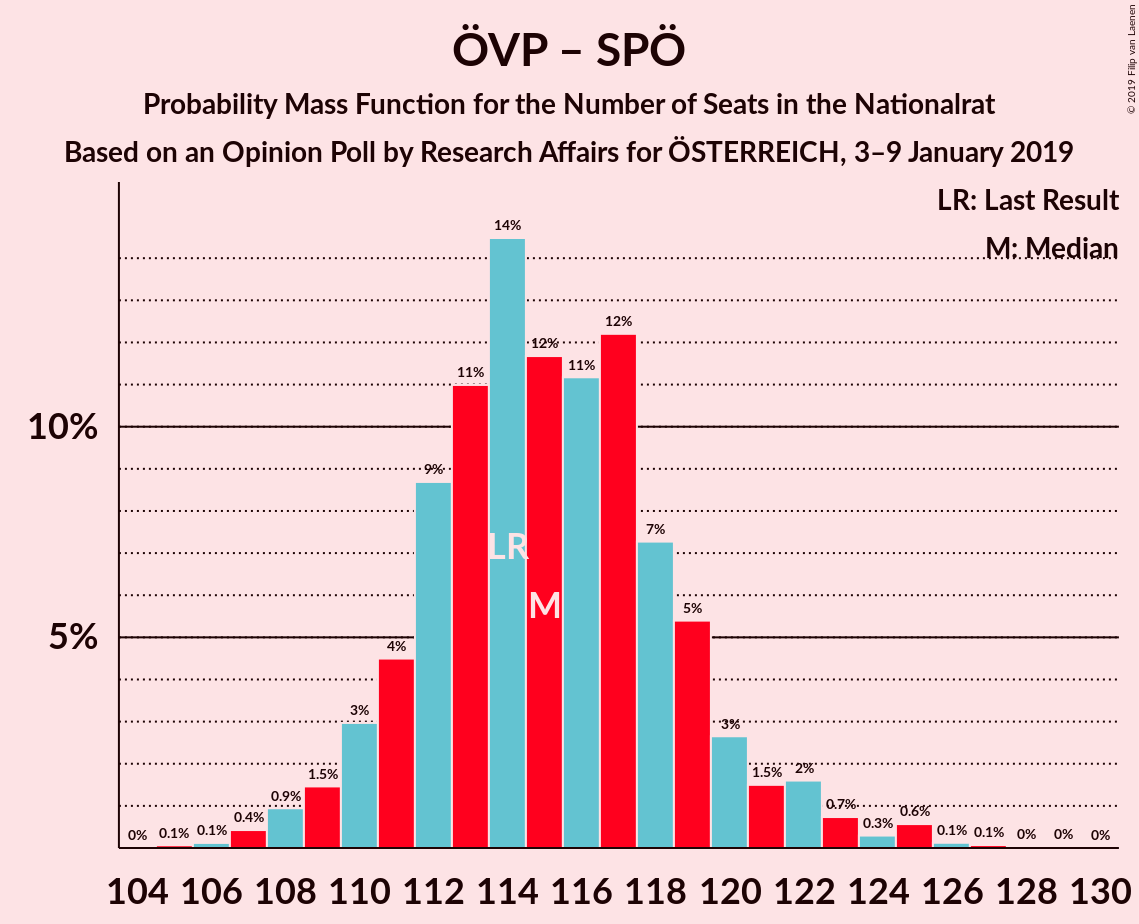 ÖVP – SPÖ
Probability Mass Function for the Number of Seats in the Nationalrat
Based on an Opinion Poll by Research Affairs for ÖSTERREICH, 3–9 January 2019
© 2019 Filip van Laenen
LR: Last Result
M: Median
10%
5%
0% 0.1% 0.1% 0.4% 0.9% 1.5% 3% 4% 9% 11% 14% 12% 11% 12% 7% 5% 3% 1.5% 2% 0.7% 0.3% 0.6% 0.1% 0.1% 0% 0% 0%
LR
M
104 106 108 110 112 114 116 118 120 122 124 126 128 130